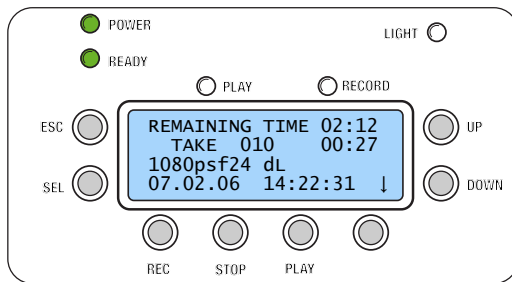 POWER
LIGHT
READY
PLAY RECORD
ESC
UP
REMAINING TIME 02:12
TAKE 010 00:27
1080psf24 dL
07.02.06 14:22:31 ↓
SEL
DOWN
REC STOP PLAY